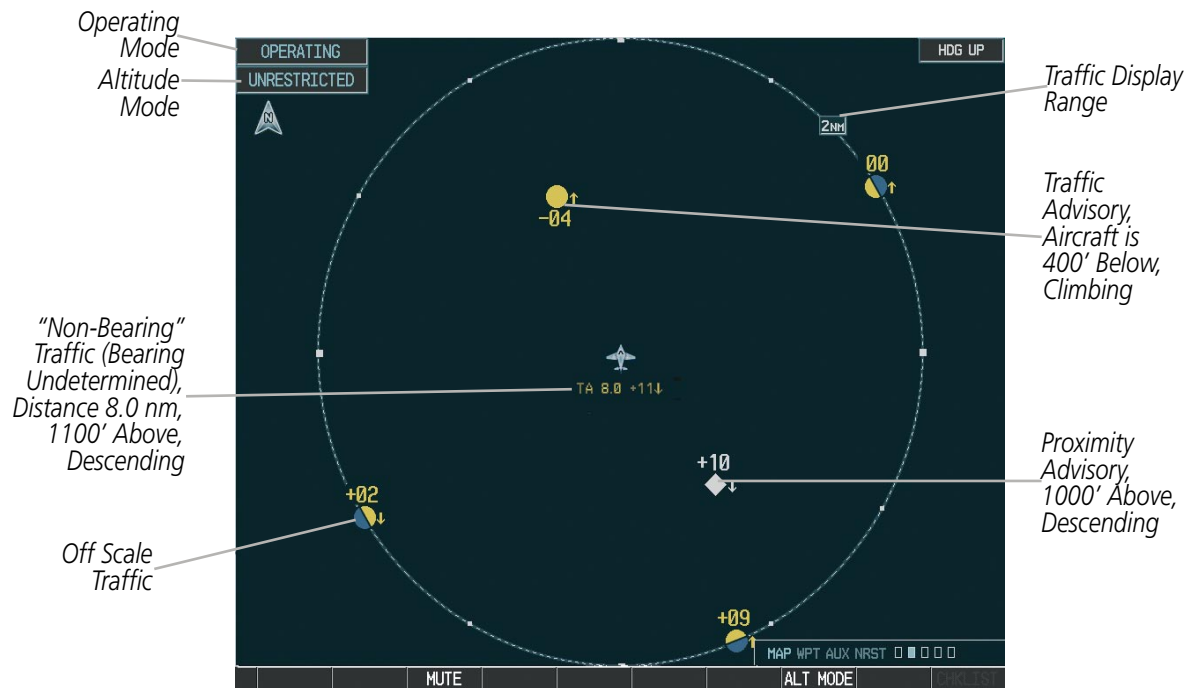 Operating
Mode
Altitude
Mode
OPERATING
UNRESTRICTED
N
HDG UP
2NM
Traffic Display
Range
00
-04
Traffic
Advisory,
Aircraft is
400’ Below,
Climbing
“Non-Bearing”
Traffic (Bearing
Undetermined),
Distance 8.0 nm,
1100’ Above,
Descending
TA 8.0 +11↓
+10
Proximity
Advisory,
1000’ Above,
Descending
+02
Off Scale
Traffic
+09
MAP WPT AUX NRST
MUTE
ALT MODE
CHKLIST